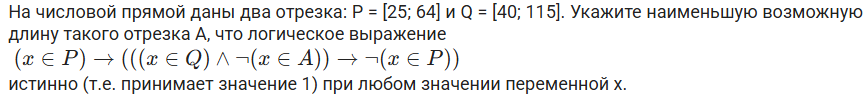 На числовой прямой даны два отрезка: P = [25; 64] и Q = [40; 115]. Укажите наименьшую возможную
длину такого отрезка A, что логическое выражение
(x ∈ P) → (((x ∈ Q) ∧ ¬(x ∈ A)) → ¬(x ∈ P))
истинно (т.е. принимает значение 1) при любом значении переменной х.